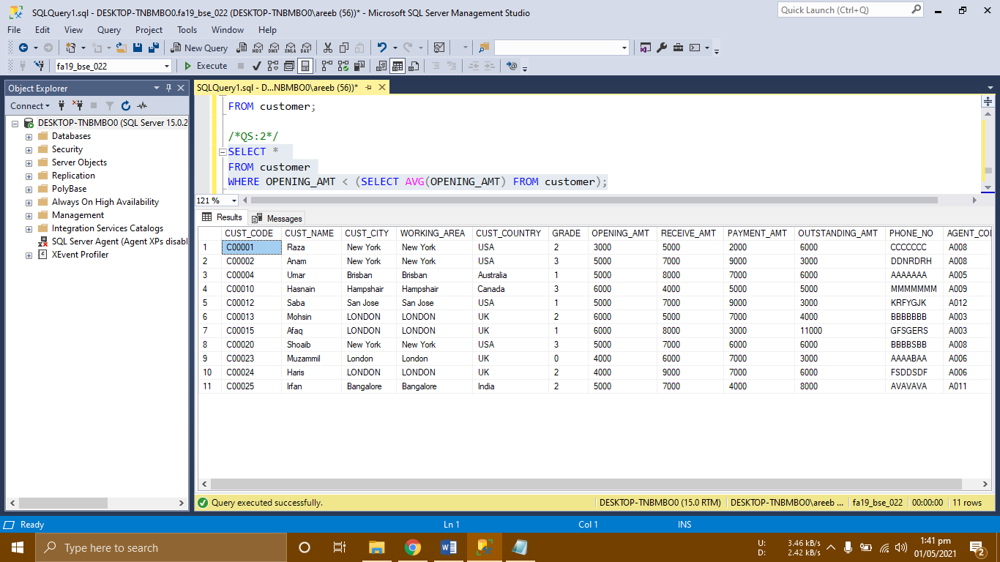 SQLQuery1.sql - DESKTOP-TNBMBO0.fa19_bse_022 (DESKTOP-TNBMBO0\areeb (56))* - Microsoft SQL Server Management Studio
Quick Launch (Ctrl+Q)
File Edit View Query Project Tools Window Help
New Query MDX DMX XMLA DAX
fa19_bse_022 Execute
Object Explorer
Connect
DESKTOP-TNBMBO0 (SQL Server 15.0.2
Databases
Security
Server Objects
Replication
PolyBase
Always On High Availability
Management
Integration Services Catalogs
SQL Server Agent (Agent XPs disabl
XEvent Profiler
SQLQuery1.sql - D...NBMBO0\areeb (56))*
FROM customer;
/*QS:2*/
SELECT *
FROM customer
WHERE OPENING_AMT < (SELECT AVG(OPENING_AMT) FROM customer);
121 %
Results Messages
CUST_CODE CUST_NAME CUST_CITY WORKING_AREA CUST_COUNTRY GRADE OPENING_AMT RECEIVE_AMT PAYMENT_AMT OUTSTANDING_AMT PHONE_NO AGENT_COI
1 C00001 Raza New York New York USA 2 3000 5000 2000 6000 CCCCCCC A008
2 C00002 Anam New York New York USA 3 5000 7000 9000 3000 DDNRDRH A008
3 C00004 Umar Brisban Brisban Australia 1 5000 8000 7000 6000 AAAAAAA A005
4 C00010 Hasnain Hampshair Hampshair Canada 3 6000 4000 5000 5000 MMMMMMM A009
5 C00012 Saba San Jose San Jose USA 1 5000 7000 9000 3000 KRFYGJK A012
6 C00013 Mohsin LONDON LONDON UK 2 6000 5000 7000 4000 BBBBBBB A003
7 C00015 Afaq LONDON LONDON UK 1 6000 8000 3000 11000 GFSGERS A003
8 C00020 Shoaib New York New York USA 3 5000 7000 6000 6000 BBBBSBB A008
9 C00023 Muzammil London London UK 0 4000 6000 7000 3000 AAAABAA A006
10 C00024 Haris LONDON LONDON UK 2 4000 9000 7000 6000 FSDDSDF A006
11 C00025 Irfan Bangalore Bangalore India 2 5000 7000 4000 8000 AVAVAVA A011
Query executed successfully. DESKTOP-TNBMBO0 (15.0 RTM) DESKTOP-TNBMBO0\areeb ... fa19_bse_022 00:00:00 11 rows
Ready Ln 1 Col 1 INS
Type here to search
U: 3.46 kB/s
D: 2.42 kB/s
1:41 pm
01/05/2021
2